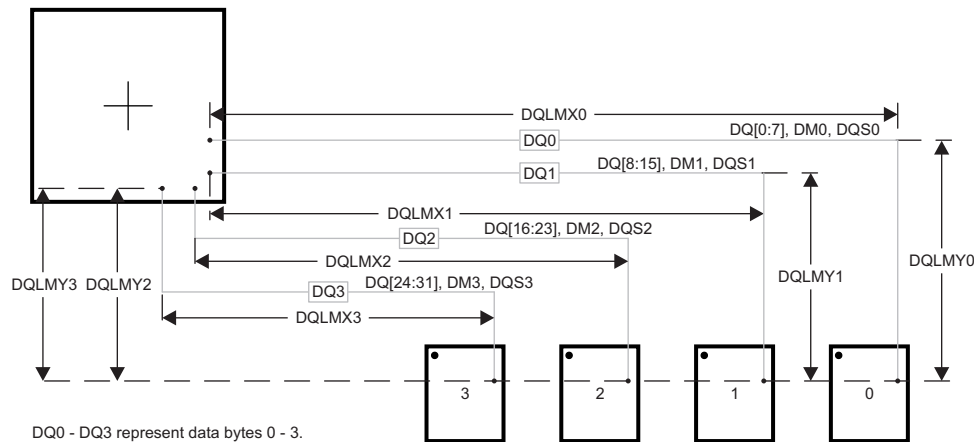 DQLMX0
DQ[0:7], DM0, DQS0
DQ0
DQ[8:15], DM1, DQS1
DQ1
DQLMX1
DQ[16:23], DM2, DQS2
DQ2
DQLMX2
DQLMY0
DQLMY1
DQLMY3 DQLMY2
DQ[24:31], DM3, DQS3
DQ3
DQLMX3
3 2 1 0
DQ0 - DQ3 represent data bytes 0 - 3.